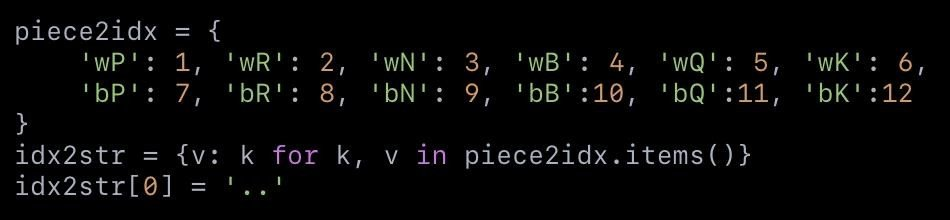 piece2idx = {
    'wP': 1, 'wR': 2, 'wN': 3, 'wB': 4, 'wQ': 5, 'wK': 6,
    'bP': 7, 'bR': 8, 'bN': 9, 'bB':10, 'bQ':11, 'bK':12
}
idx2str = {v: k for k, v in piece2idx.items()}
idx2str[0] = '..'